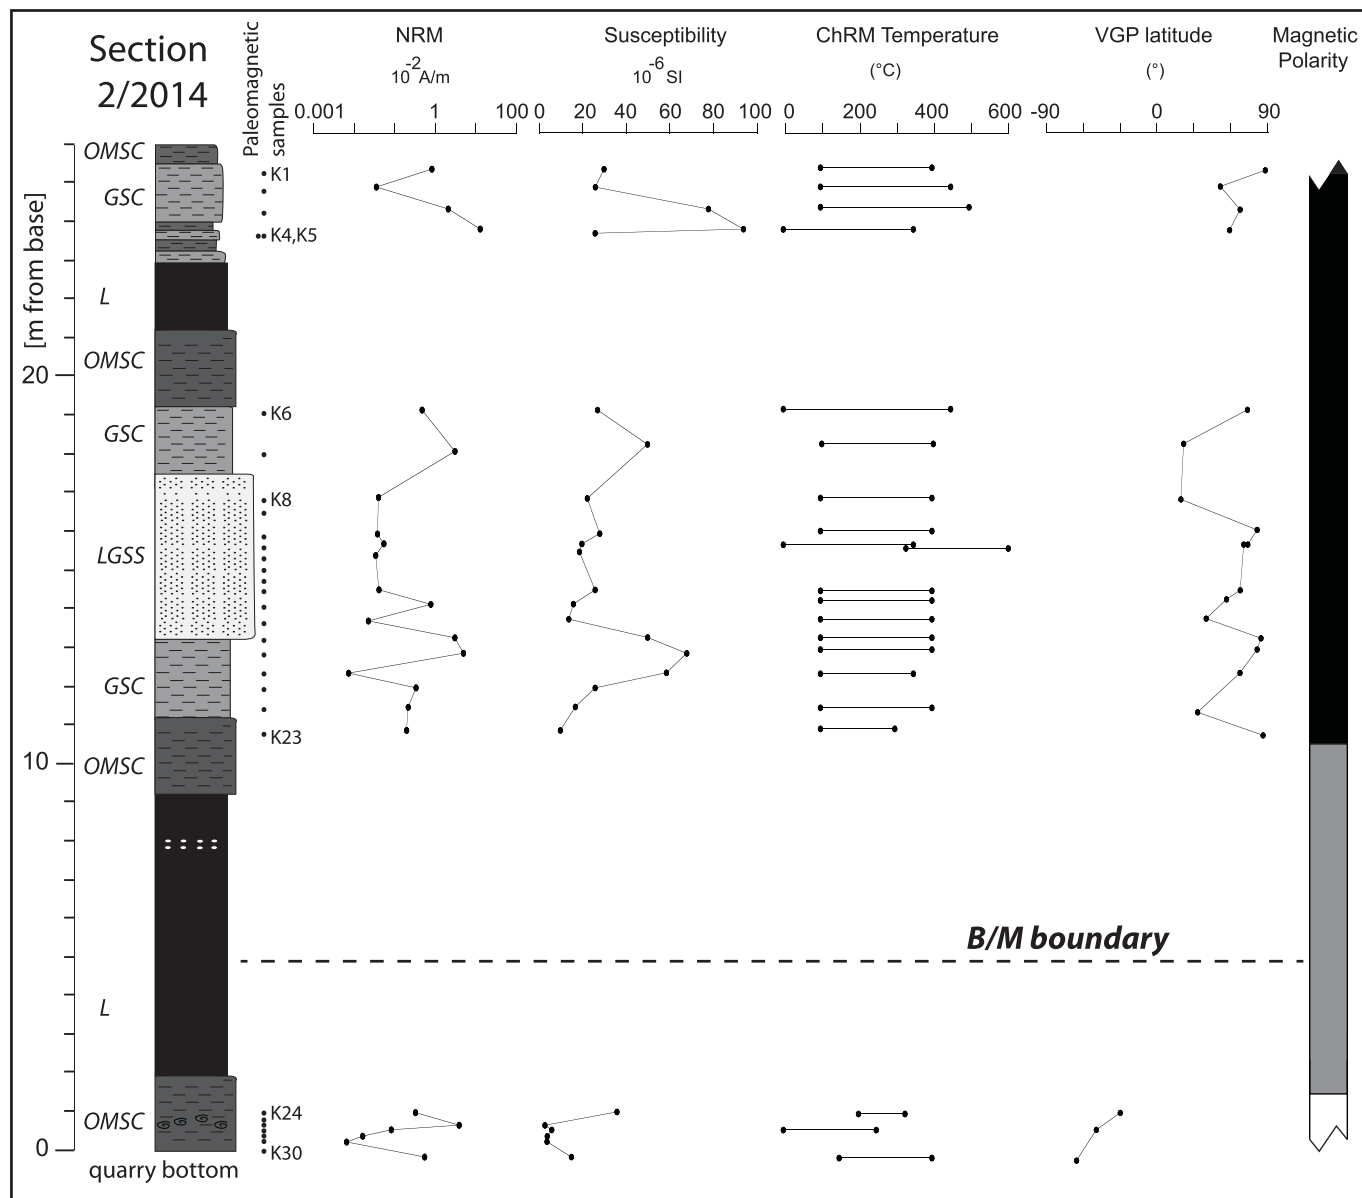 Section
2/2014
Paleomagnetic
samples
NRM
10-2A/m
0.001 1 100
Susceptibility
10-6 SI
0 20 40 60 80 100
ChRM Temperature
(°C)
0 200 400 600
VGP latitude
(°)
-90 0 90
Magnetic
Polarity
[m from base]
OMSC
K1
GSC
K4,K5
L
20
OMSC
K6
GSC
K8
LGSS
GSC
K23
10
OMSC
B/M boundary
L
K24
OMSC
0
K30
quarry bottom